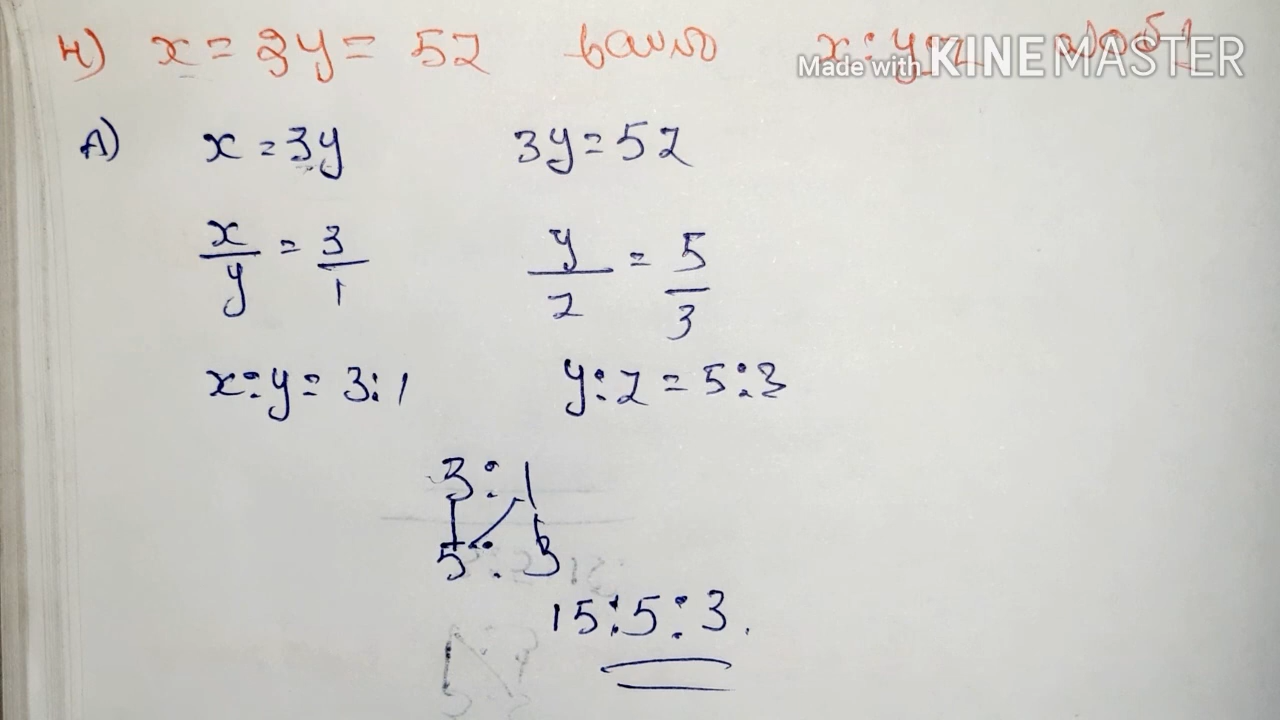 4) x = 3y = 5z எனில் x:y:z
Made with KINEMASTER
A) x = 3y 3y = 5z
x/y = 3/1 y/z = 5/3
x:y = 3:1 y:z = 5:3
3:1
5:3
15:5:3.